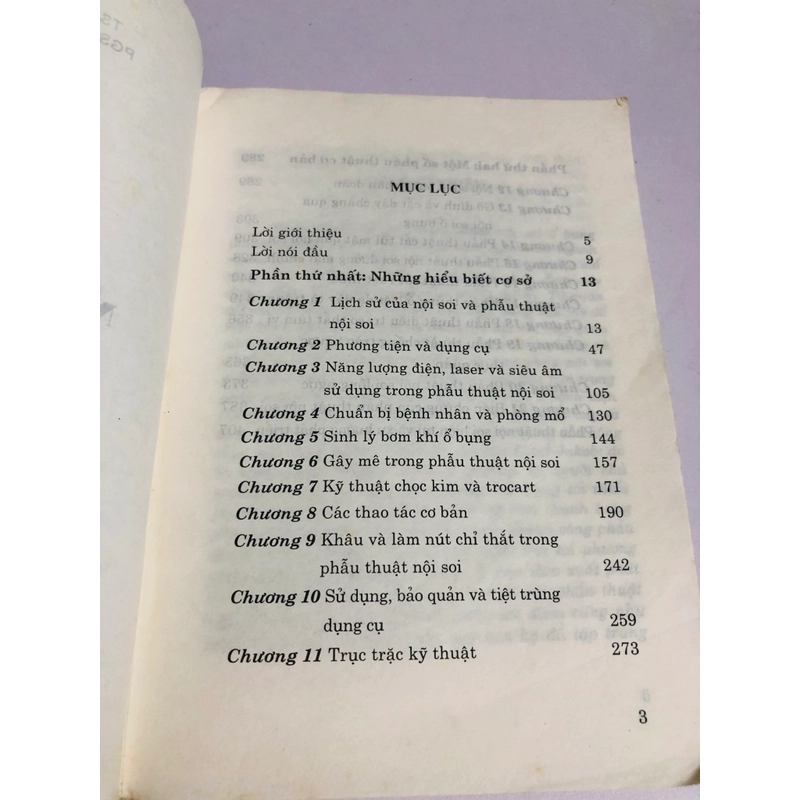 TS
PGS
MỤC LỤC
Lời giới thiệu 5
Lời nói đầu 9
Phần thứ nhất: Những hiểu biết cơ sở 13
Chương 1 Lịch sử của nội soi và phẫu thuật
nội soi 13
Chương 2 Phương tiện và dụng cụ 47
Chương 3 Năng lượng điện, laser và siêu âm
sử dụng trong phẫu thuật nội soi 105
Chương 4 Chuẩn bị bệnh nhân và phòng mổ 130
Chương 5 Sinh lý bơm khí ổ bụng 144
Chương 6 Gây mê trong phẫu thuật nội soi 157
Chương 7 Kỹ thuật chọc kim và trocart 171
Chương 8 Các thao tác cơ bản 190
Chương 9 Khâu và làm nút chỉ thắt trong
phẫu thuật nội soi 242
Chương 10 Sử dụng, bảo quản và tiệt trùng
dụng cụ 259
Chương 11 Trục trặc kỹ thuật 273
3